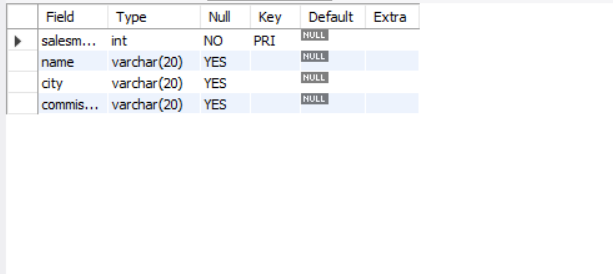 Field Type Null Key Default Extra
salesm... int NO PRI NULL
name varchar(20) YES NULL
city varchar(20) YES NULL
commis... varchar(20) YES NULL